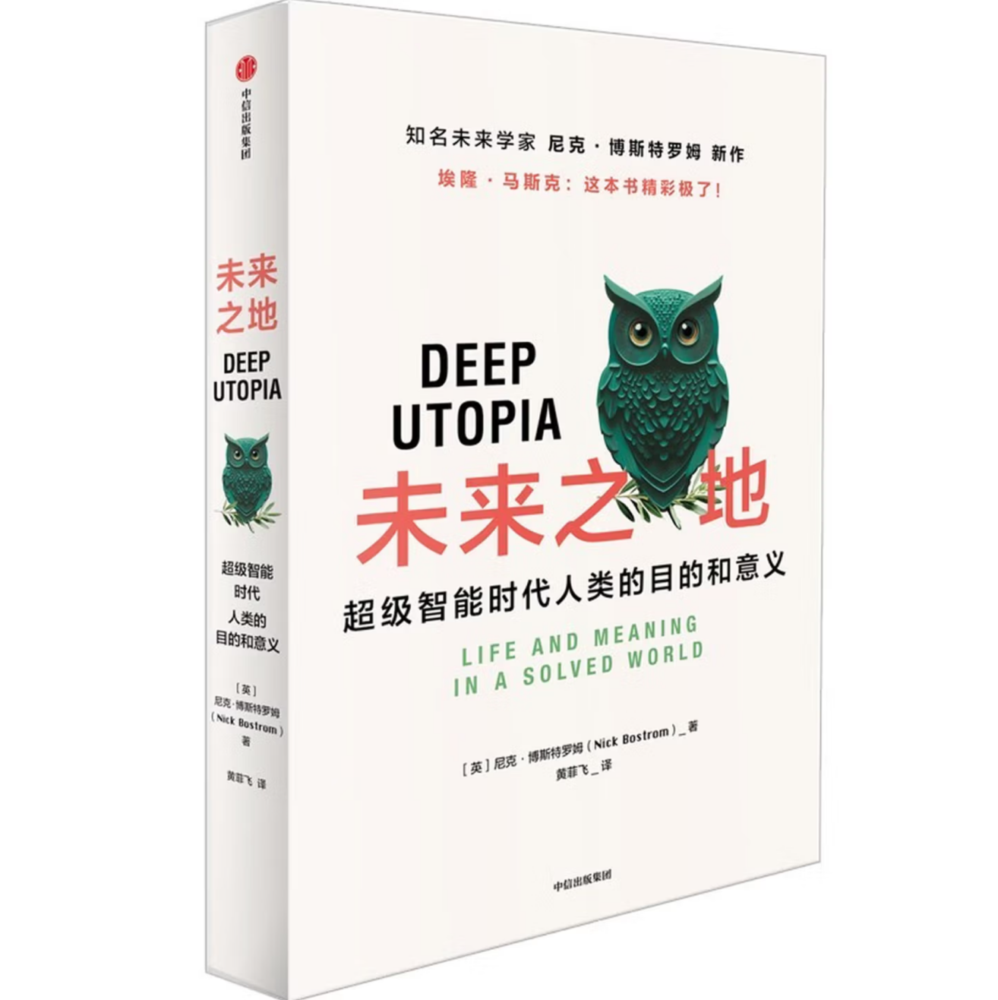 中信出版集团
未来
之地
DEEP
UTOPIA
超级智能
时代
人类的
目的和意义
[英]
尼克·博斯特罗姆
(Nick Bostrom)
著
黄菲飞 译
知名未来学家 尼克·博斯特罗姆 新作
埃隆·马斯克：这本书精彩极了！
DEEP
UTOPIA
未来之地
超级智能时代人类的目的和意义
LIFE AND MEANING
IN A SOLVED WORLD
[英]尼克·博斯特罗姆(Nick Bostrom)_著
黄菲飞_译
中信出版集团